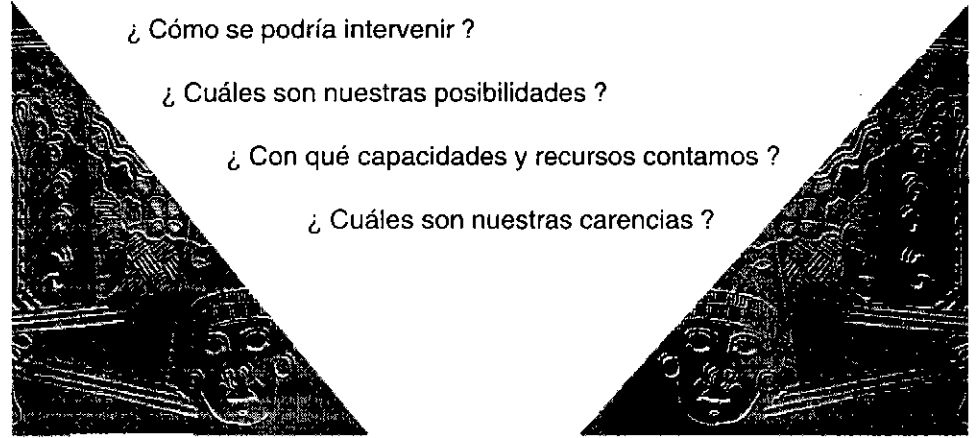 ¿ Cómo se podría intervenir ?
¿ Cuáles son nuestras posibilidades ?
¿ Con qué capacidades y recursos contamos ?
¿ Cuáles son nuestras carencias ?